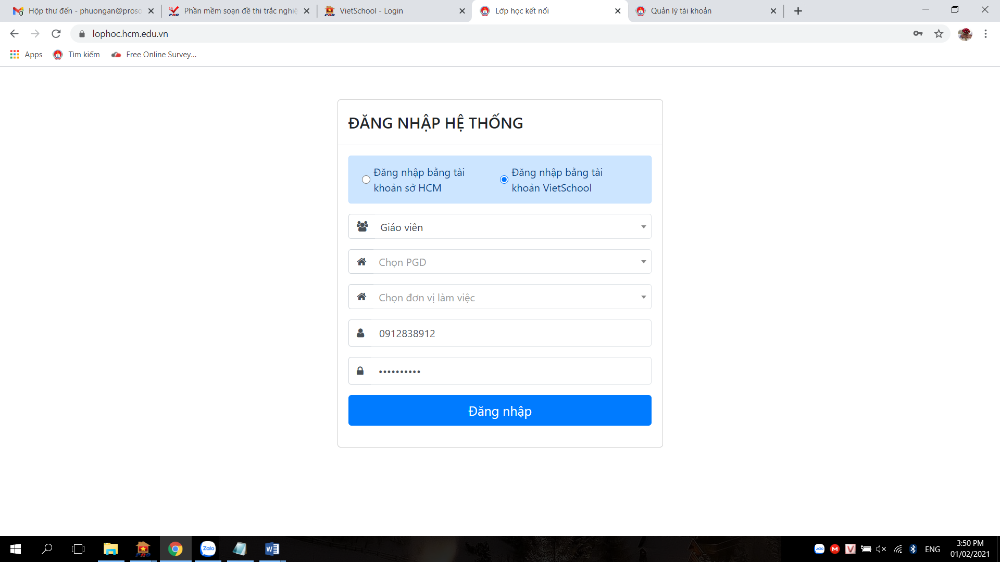 Hộp thư đến - phuongan@proso
Phần mềm soạn đề thi trắc nghiệ
VietSchool - Login
Lớp học kết nối
Quản lý tài khoản
lophoc.hcm.edu.vn
Apps
Tìm kiếm
Free Online Survey...
ĐĂNG NHẬP HỆ THỐNG
Đăng nhập bằng tài
khoản sở HCM
Đăng nhập bằng tài
khoản VietSchool
Giáo viên
Chọn PGD
Chọn đơn vị làm việc
0912838912
••••••••••
Đăng nhập
Zalo
ENG
3:50 PM
01/02/2021